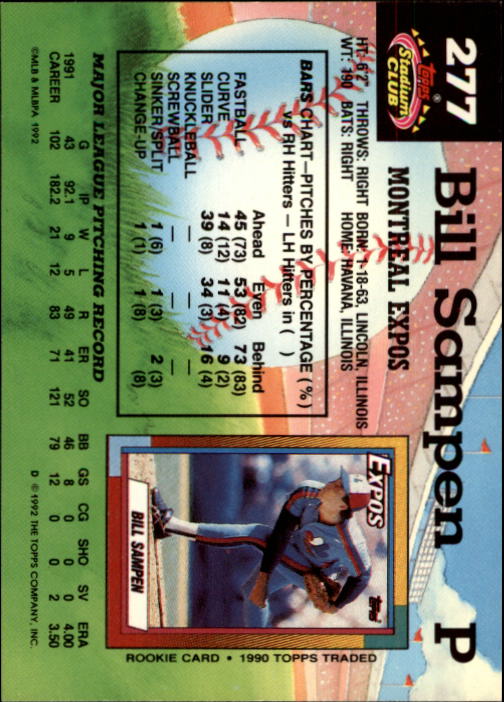 277
Topps
Stadium
CLUB
Bill Sampen P
MONTREAL EXPOS
HT: 6'2" THROWS: RIGHT BORN: 1-18-63, LINCOLN, ILLINOIS
WT: 190 BATS: RIGHT HOME: HAVANA, ILLINOIS
BARS CHART—PITCHES BY PERCENTAGE (%)
vs RH Hitters — LH Hitters in ( )
Ahead Even Behind
FASTBALL 45 (73) 53 (82) 73 (83)
CURVE 14 (12) 11 (4) 9 (2)
SLIDER 39 (8) 34 (3) 16 (4)
KNUCKLEBALL — — —
SCREWBALL — — —
SINKER/SPLIT 1 (6) 1 (3) 2 (3)
CHANGE-UP 1 (1) 1 (8) (8)
EXPOS
Topps
BILL SAMPEN
ROOKIE CARD • 1990 TOPPS TRADED
MAJOR LEAGUE PITCHING RECORD
G IP W L R ER SO BB GS CG SHO SV ERA
1991 43 92.1 9 5 49 41 52 46 8 0 0 0 4.00
CAREER 102 182.2 21 12 83 71 121 79 12 0 0 2 3.50
©MLB & MLBPA 1992 D © 1992 THE TOPPS COMPANY, INC.